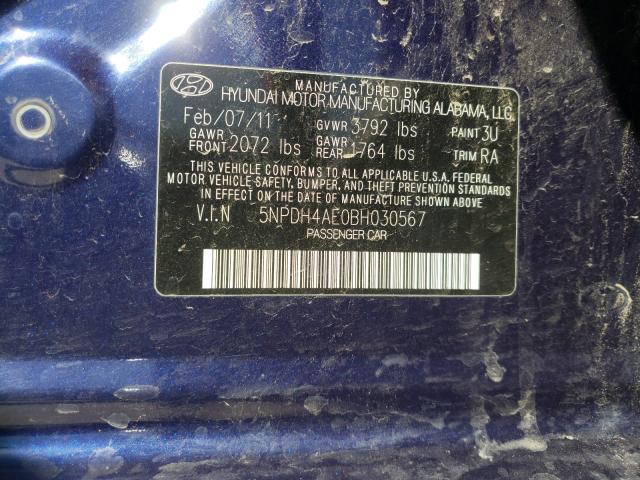 MANUFACTURED BY
HYUNDAI MOTOR MANUFACTURING ALABAMA, LLC
Feb/07/11 GVWR 3792 lbs PAINT 3U
GAWR FRONT 2072 lbs GAWR REAR 1764 lbs TRIM RA
THIS VEHICLE CONFORMS TO ALL APPLICABLE U.S.A. FEDERAL
MOTOR VEHICLE SAFETY, BUMPER, AND THEFT PREVENTION STANDARDS
IN EFFECT ON THE DATE OF MANUFACTURE SHOWN ABOVE.
V.I.N 5NPDH4AE0BH030567
PASSENGER CAR